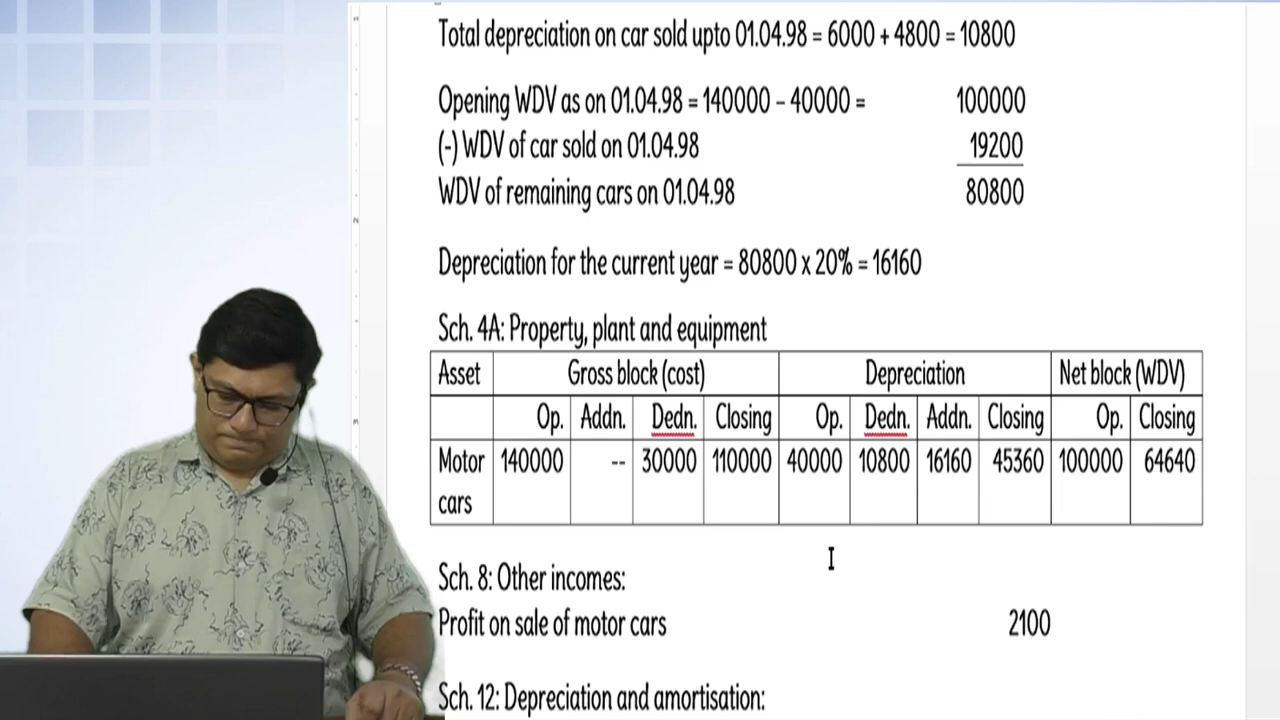 Total depreciation on car sold upto 01.04.98 = 6000 + 4800 = 10800
Opening WDV as on 01.04.98 = 140000 – 40000 = 100000
(-) WDV of car sold on 01.04.98 19200
WDV of remaining cars on 01.04.98 80800
Depreciation for the current year = 80800 x 20% = 16160
Sch. 4A: Property, plant and equipment
Asset Gross block (cost) Depreciation Net block (WDV)
Op. Addn. Dedn. Closing Op. Dedn. Addn. Closing Op. Closing
Motor 140000 -- 30000 110000 40000 10800 16160 45360 100000 64640
cars
Sch. 8: Other incomes:
Profit on sale of motor cars 2100
Sch. 12: Depreciation and amortisation: